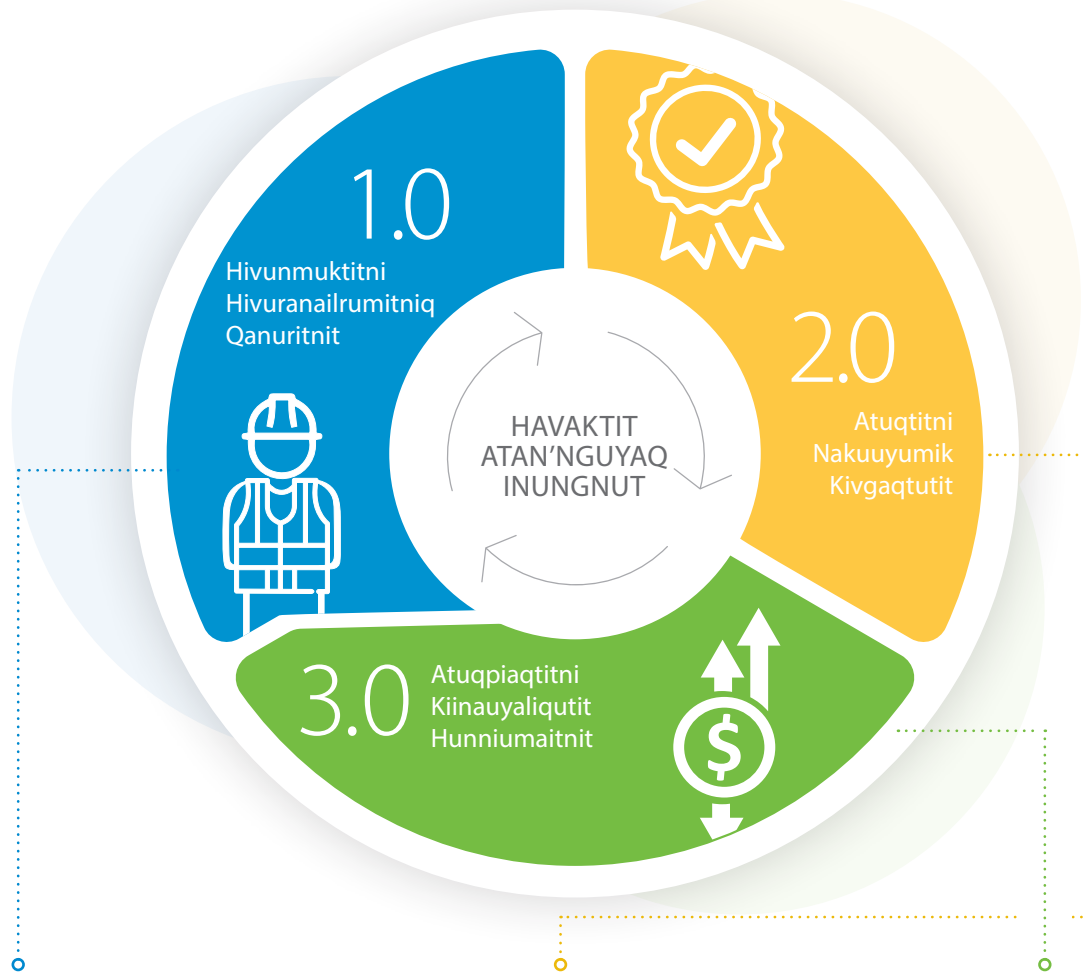 1.0
Hivunmuktitni
Hivuranailrumitniq
Qanuritnit
2.0
Atuqtitni
Nakuuyumik
Kivgaqtutit
HAVAKTIT
ATAN’NGUYAQ
INUNGNUT
3.0
Atuqpiaqtitni
Kiinauyaliqutit
Hunniumaitnit
$